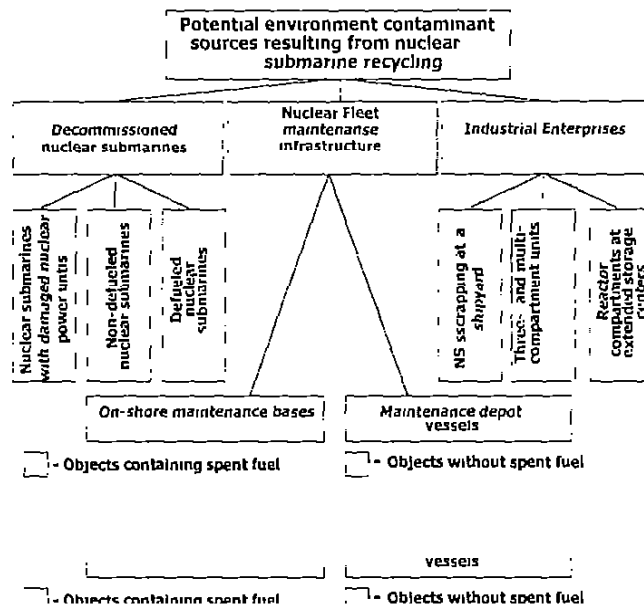 Potential environment contaminant
sources resulting from nuclear
submarine recycling
Decommissioned
nuclear submarines
Nuclear Fleet
maintenanse
infrastructure
Industrial Enterprises
Nuclear submarines
with damaged nuclear
power untis
Non-defueled
nuclear submarines
Defueled
nuclear
submarines
NS sscrapping at a
shipyard
Three- and multi-
compartment units
Reactor
compartments at
extended storage
centers
On-shore maintenance bases
Maintenance depot
vessels
- Objects containing spent fuel
- Objects without spent fuel
vessels
- Objects containing spent fuel
- Objects without spent fuel